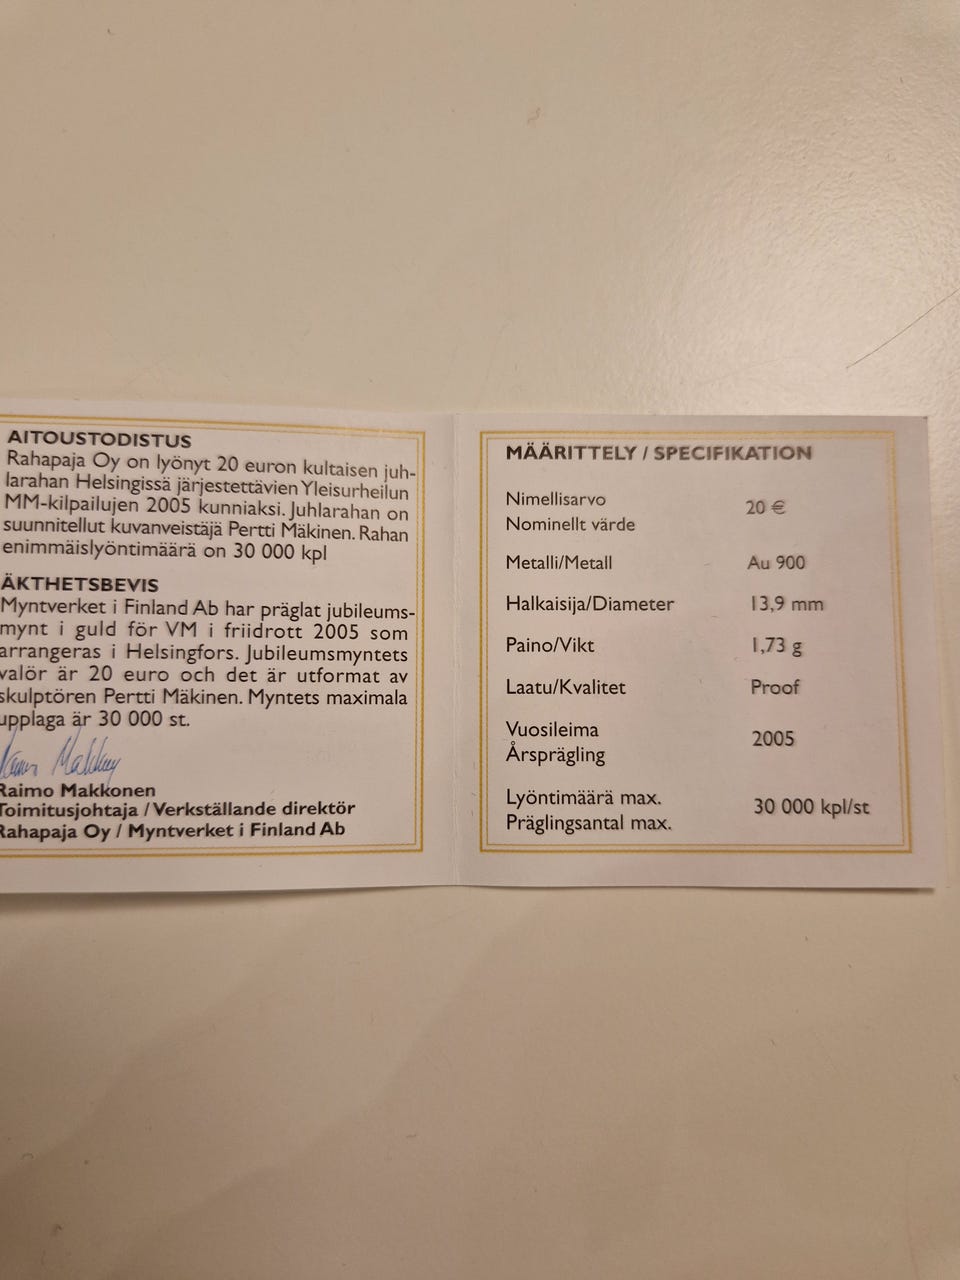 AITOUSTODISTUS
Rahapaja Oy on lyönyt 20 euron kultaisen juh-
larahan Helsingissä järjestettävien Yleisurheilun
MM-kilpailujen 2005 kunniaksi. Juhlarahan on
suunnitellut kuvanveistäjä Pertti Mäkinen. Rahan
enimmäislyöntimäärä on 30 000 kpl
ÄKTHETSBEVIS
Myntverket i Finland Ab har präglat jubileums-
mynt i guld för VM i friidrott 2005 som
arrangeras i Helsingfors. Jubileumsmyntets
valör är 20 euro och det är utformat av
skulptören Pertti Mäkinen. Myntets maximala
upplaga är 30 000 st.
Raimo Makkonen
Toimitusjohtaja / Verkställande direktör
Rahapaja Oy / Myntverket i Finland Ab
MÄÄRITTELY / SPECIFIKATION
Nimellisarvo
Nominellt värde 20 €
Metalli/Metall Au 900
Halkaisija/Diameter 13,9 mm
Paino/Vikt 1,73 g
Laatu/Kvalitet Proof
Vuosileima
Årsprägling 2005
Lyöntimäärä max.
Präglingsantal max. 30 000 kpl/st